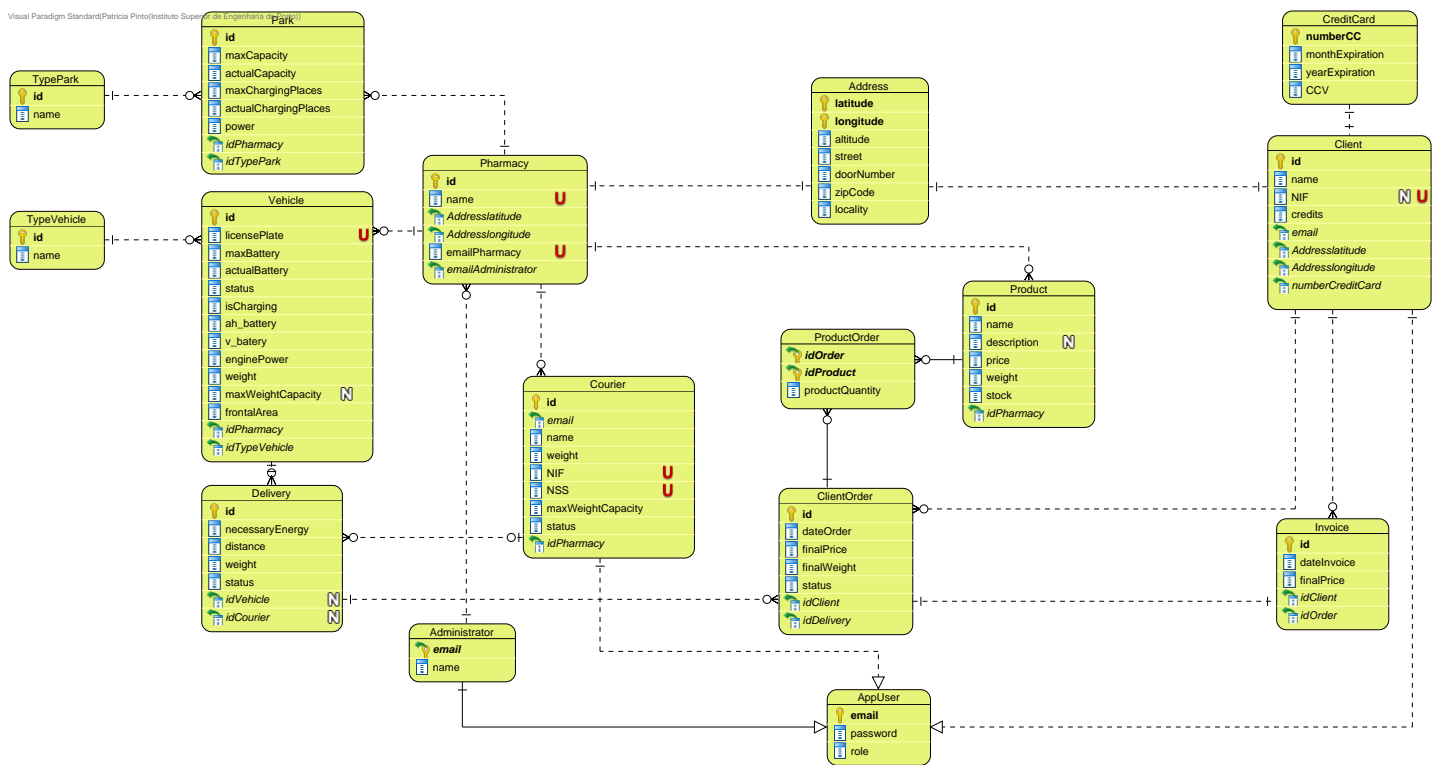 Visual Paradigm Standard(Patricia Pinto(Instituto Superior de Engenharia do Porto))
Park
id
maxCapacity
actualCapacity
maxChargingPlaces
actualChargingPlaces
power
idPharmacy
idTypePark
TypePark
id
name
CreditCard
numberCC
monthExpiration
yearExpiration
CCV
Address
latitude
longitude
altitude
street
doorNumber
zipCode
locality
Client
id
name
NIF N U
credits
email
Addresslatitude
Addresslongitude
numberCreditCard
Pharmacy
id
name U
Addresslatitude
Addresslongitude
emailPharmacy U
emailAdministrator
Vehicle
id
licensePlate U
maxBattery
actualBattery
status
isCharging
ah_battery
v_batery
enginePower
weight
maxWeightCapacity N
frontalArea
idPharmacy
idTypeVehicle
TypeVehicle
id
name
Product
id
name
description N
price
weight
stock
idPharmacy
ProductOrder
idOrder
idProduct
productQuantity
Courier
id
email
name
weight
NIF U
NSS U
maxWeightCapacity
status
idPharmacy
Delivery
id
necessaryEnergy
distance
weight
status
idVehicle N
idCourier N
ClientOrder
id
dateOrder
finalPrice
finalWeight
status
idClient
idDelivery
Invoice
id
dateInvoice
finalPrice
idClient
idOrder
Administrator
email
name
AppUser
email
password
role